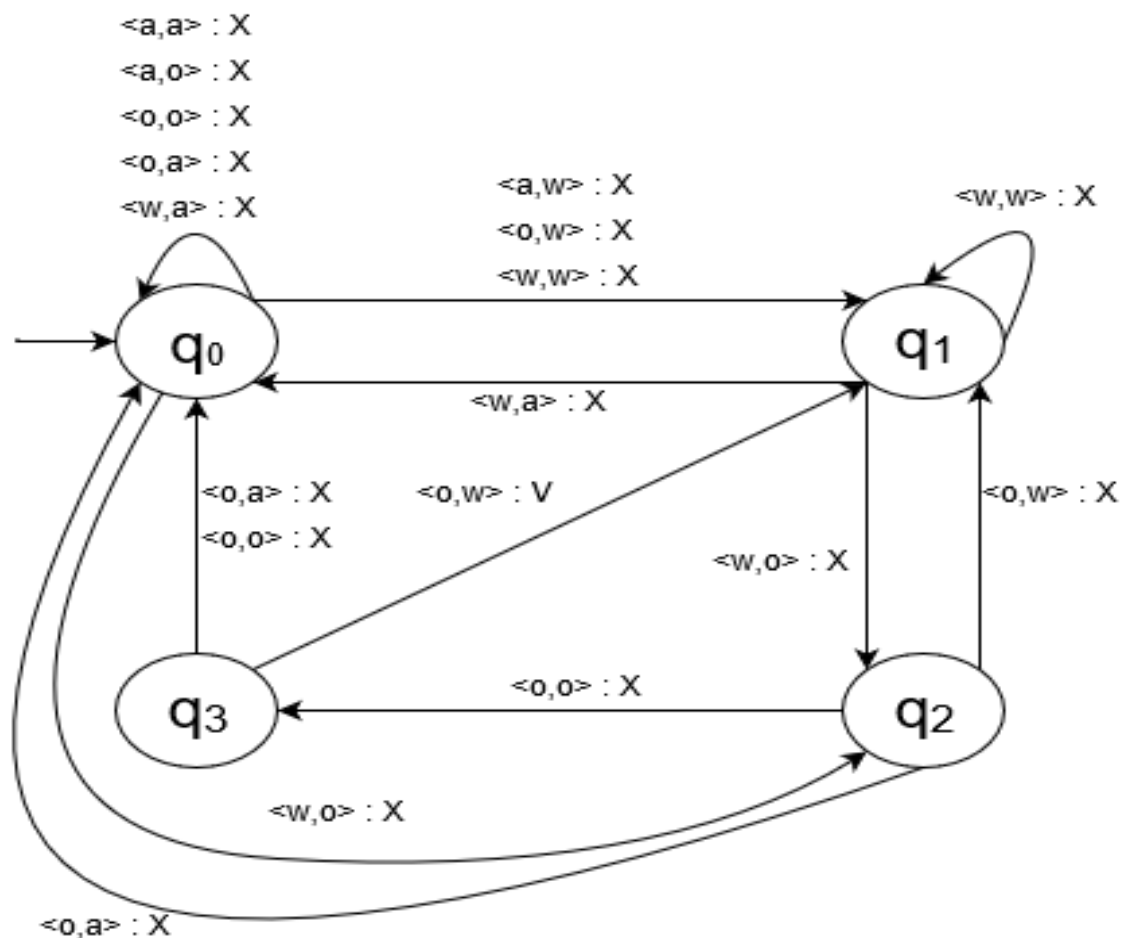 <a,a> : X
<a,o> : X
<o,o> : X
<o,a> : X
<w,a> : X
<a,w> : X
<o,w> : X
<w,w> : X
<w,w> : X
q0
q1
<w,a> : X
<o,a> : X
<o,o> : X
<o,w> : V
<o,w> : X
<w,o> : X
<o,o> : X
q3
q2
<w,o> : X
<o,a> : X